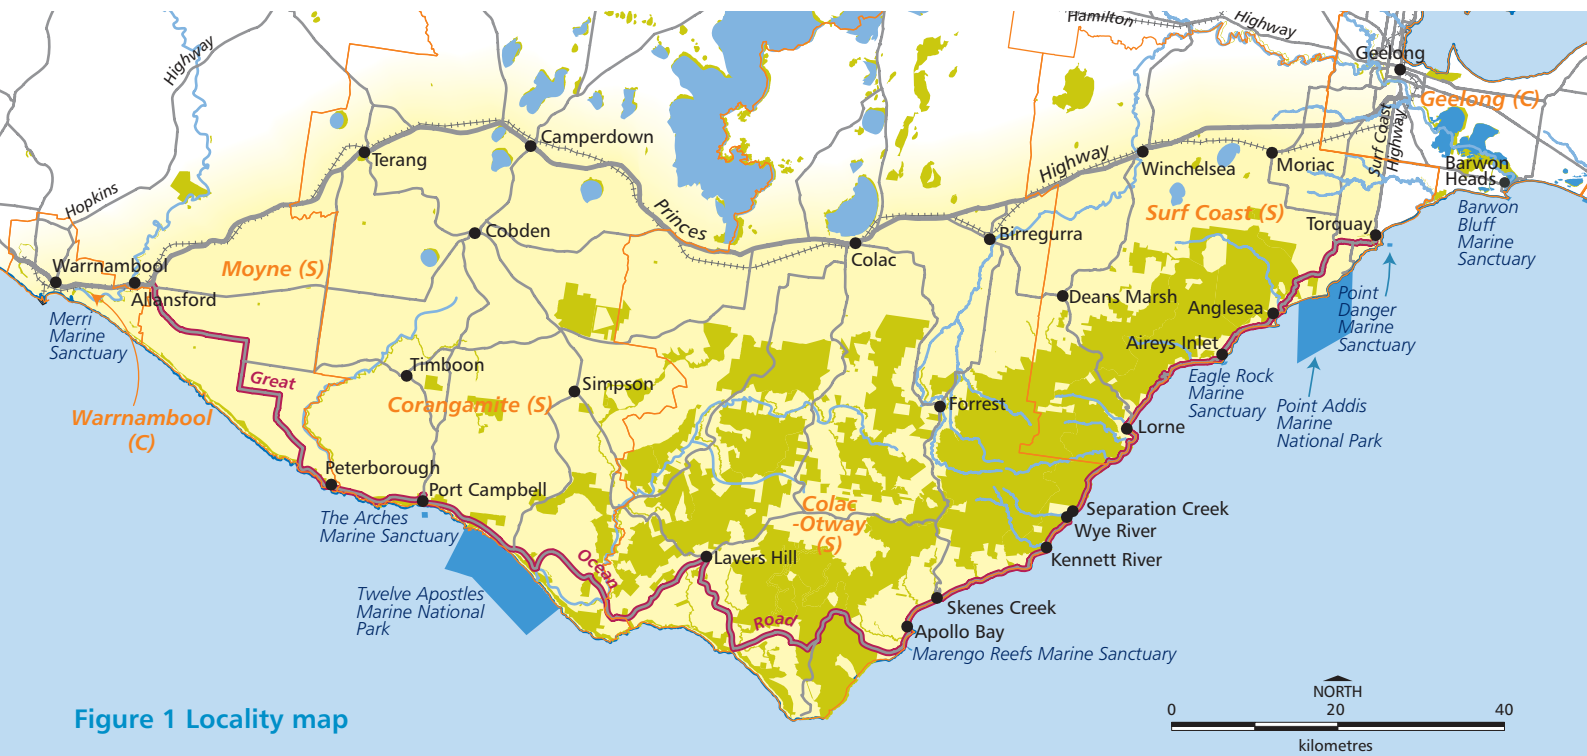 Hamilton
Highway
Highway
Geelong
Geelong (C)
Surf Coast
Highway
Camperdown
Terang
Highway
Winchelsea
Moriac
Barwon
Heads
Hopkins
Princes
Surf Coast (S)
Barwon
Bluff
Marine
Sanctuary
Torquay
Cobden
Birregurra
Colac
Warrnambool
Moyne (S)
Allansford
Deans Marsh
Anglesea
Point
Danger
Marine
Sanctuary
Merri
Marine
Sanctuary
Aireys Inlet
Timboon
Great
Simpson
Eagle Rock
Marine
Sanctuary
Point Addis
Marine
National Park
Corangamite (S)
Forrest
Warrnambool
(C)
Lorne
Peterborough
Port Campbell
Colac
-Otway
(S)
Separation Creek
Wye River
The Arches
Marine Sanctuary
Ocean
Lavers Hill
Kennett River
Twelve Apostles
Marine National
Park
Skenes Creek
Road
Apollo Bay
Marengo Reefs Marine Sanctuary
Figure 1 Locality map
NORTH
0 20 40
kilometres